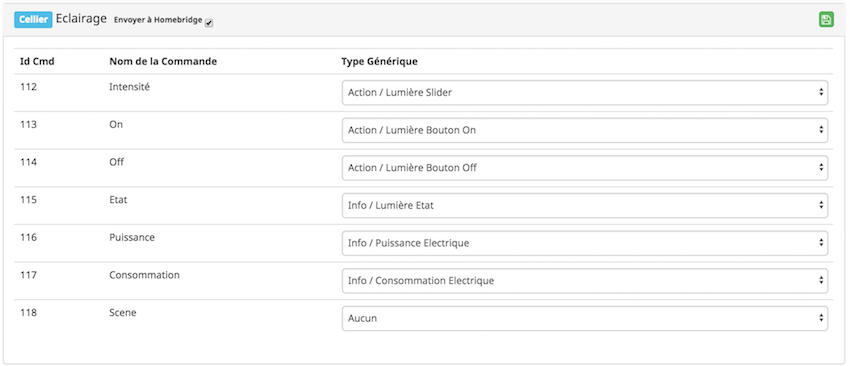 Cellier Eclairage Envoyer à Homebridge
Id Cmd Nom de la Commande Type Générique
112 Intensité Action / Lumière Slider
113 On Action / Lumière Bouton On
114 Off Action / Lumière Bouton Off
115 Etat Info / Lumière Etat
116 Puissance Info / Puissance Electrique
117 Consommation Info / Consommation Electrique
118 Scene Aucun